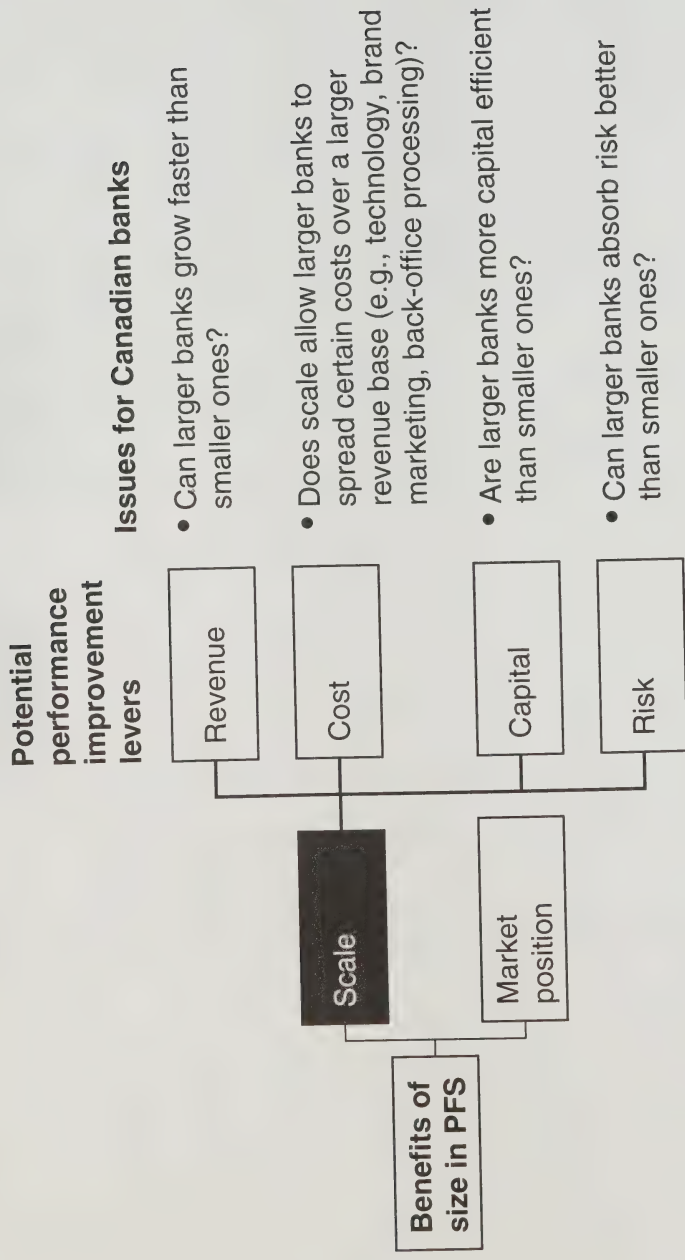 Potential
performance
improvement
levers
Issues for Canadian banks
Benefits of
size in PFS
Scale
Market
position
Revenue
• Can larger banks grow faster than
smaller ones?
Cost
• Does scale allow larger banks to
spread certain costs over a larger
revenue base (e.g., technology, brand
marketing, back-office processing)?
Capital
• Are larger banks more capital efficient
than smaller ones?
Risk
• Can larger banks absorb risk better
than smaller ones?